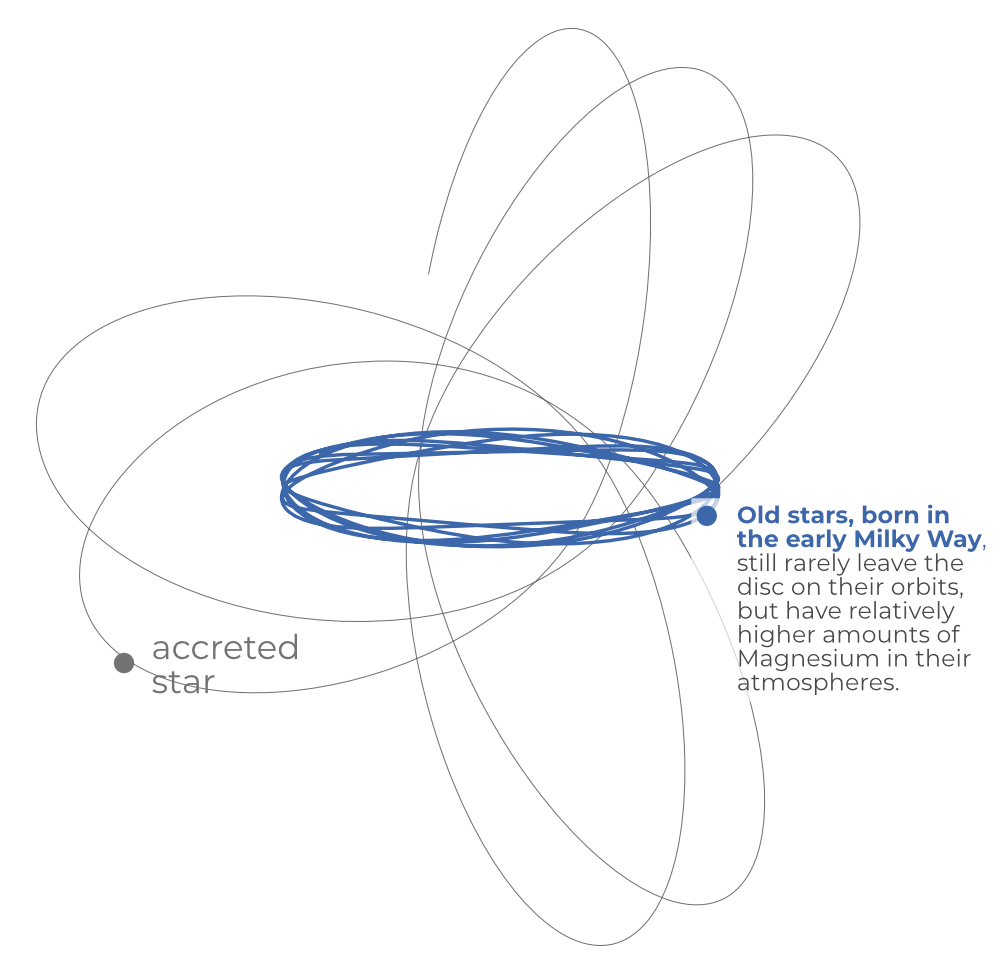 Old stars, born in
the early Milky Way,
still rarely leave the
disc on their orbits,
but have relatively
higher amounts of
Magnesium in their
atmospheres.
accreted
star